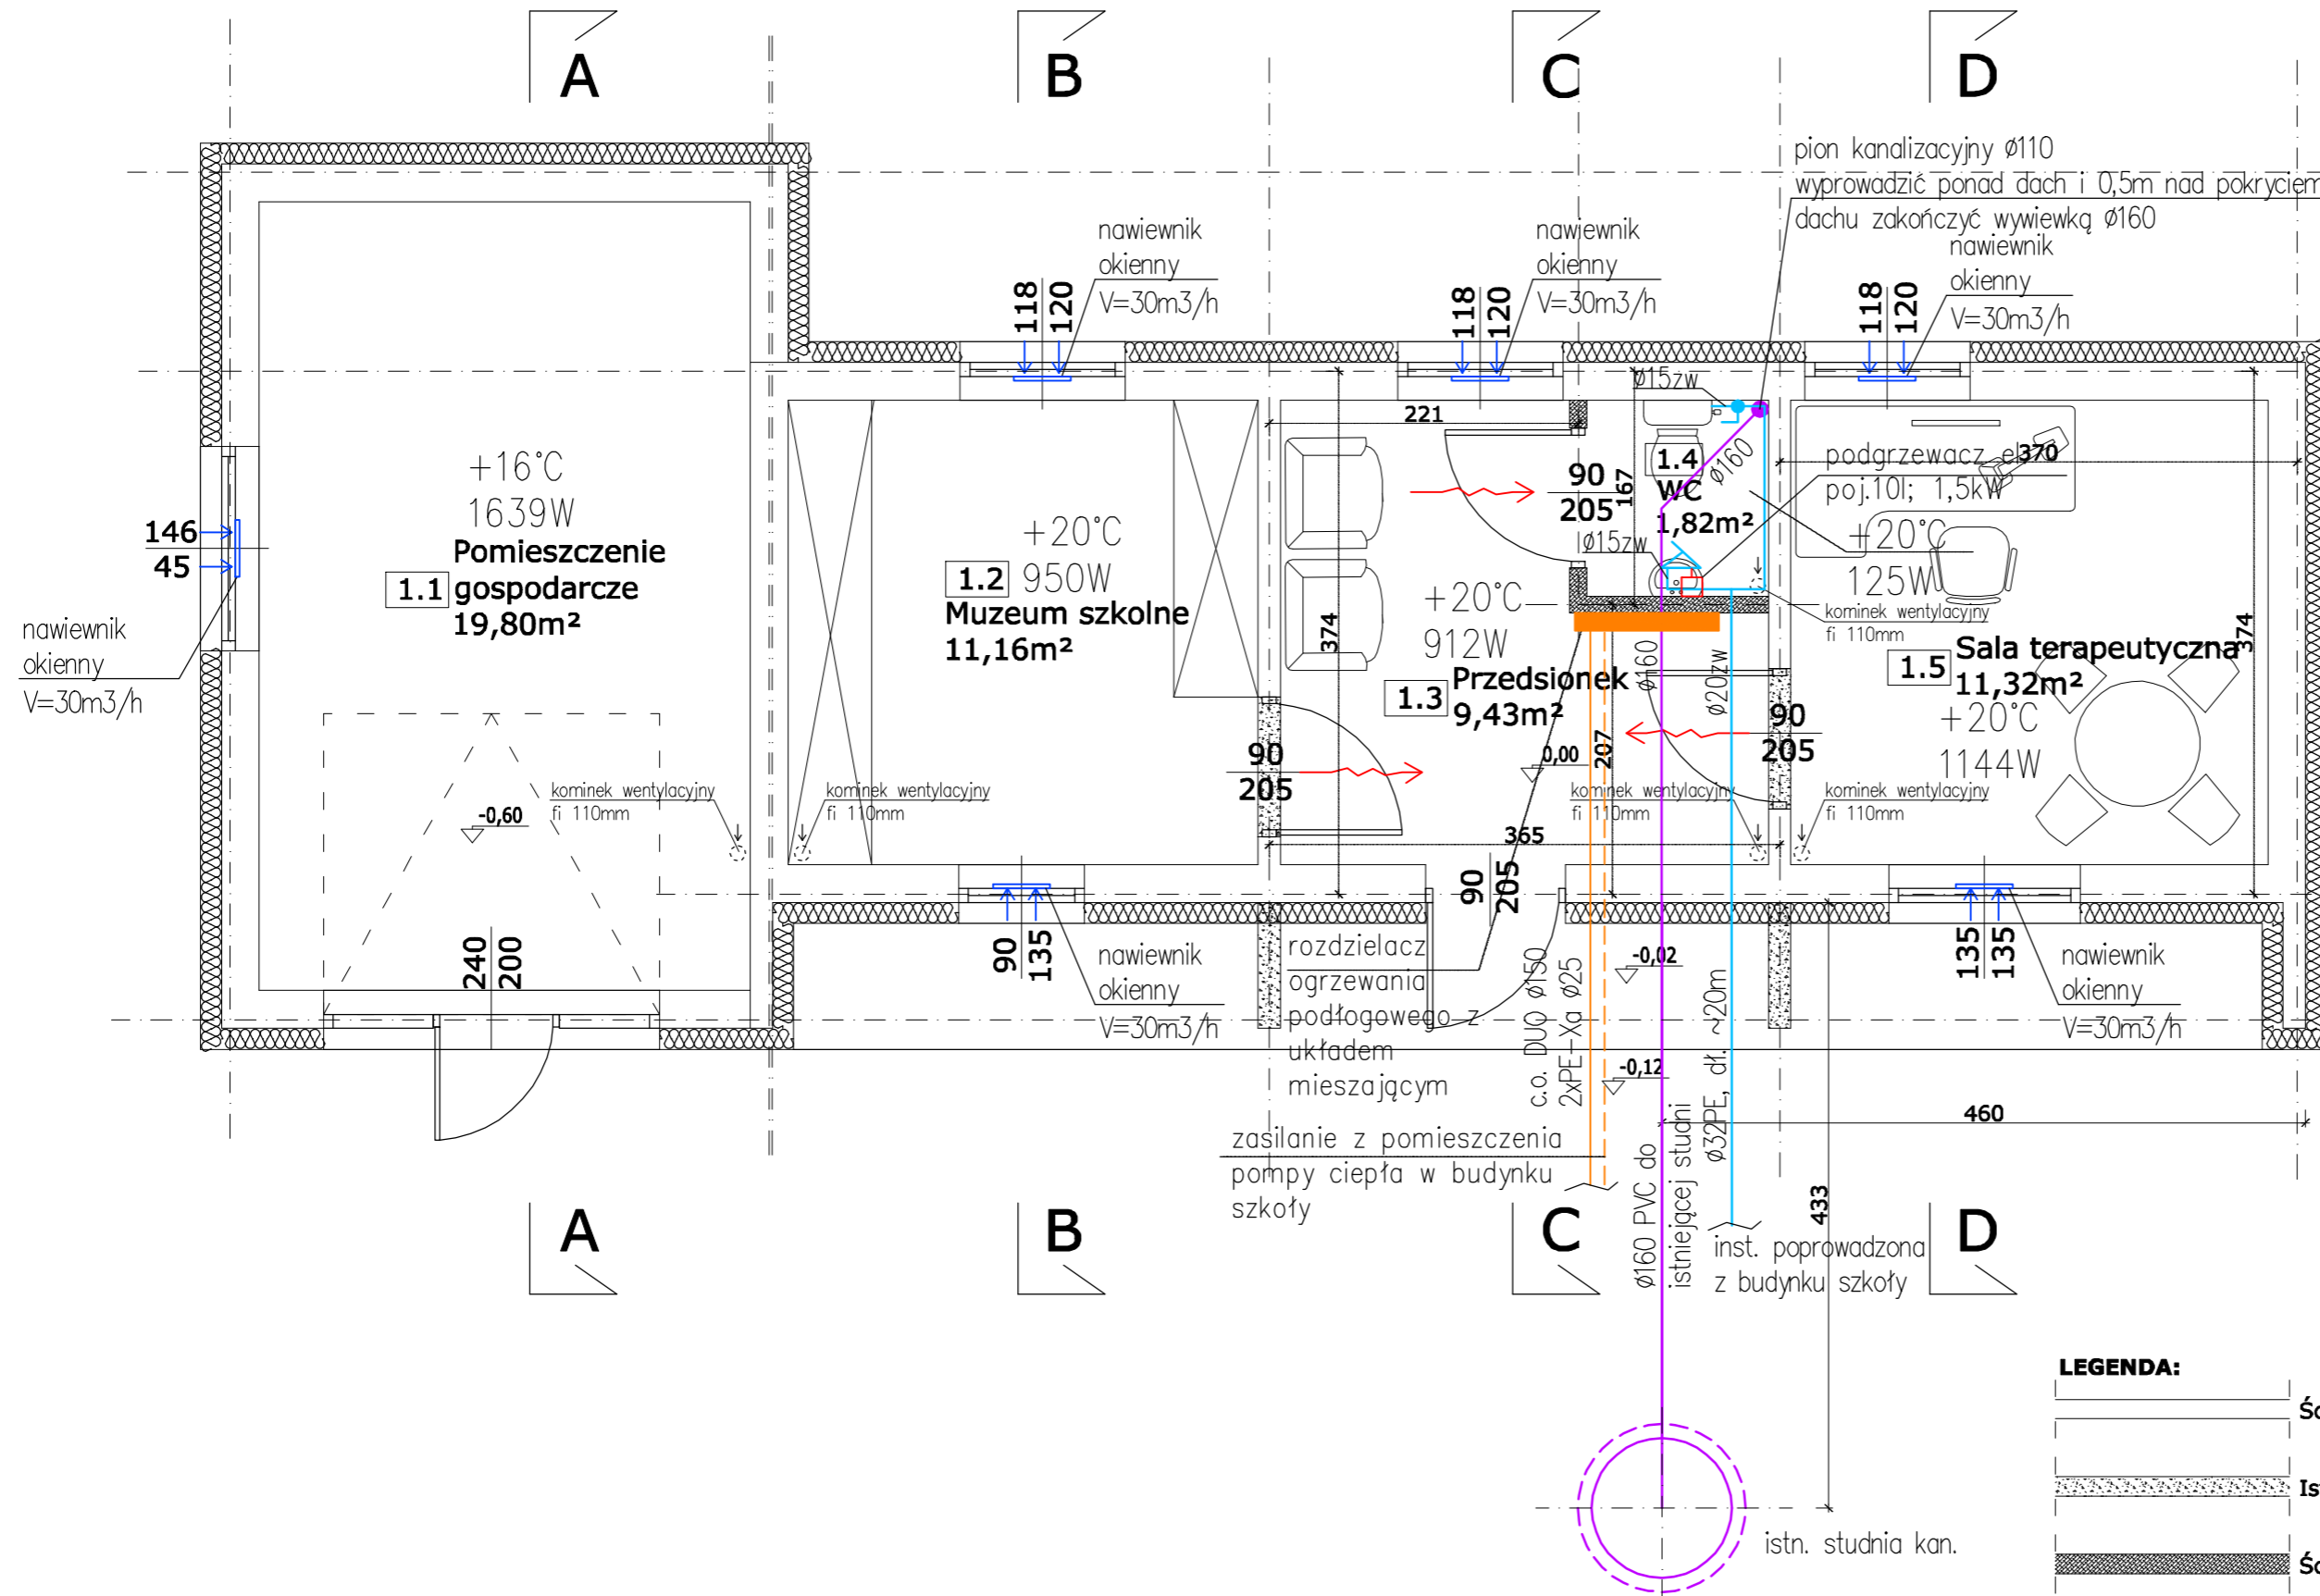 A
B
C
D
pion kanalizacyjny ø110
wyprowadzić ponad dach i 0,5m nad pokryciem
dachu zakończyć wywiewką ø160
nawiewnik
okienny
V=30m3/h
118
120
nawiewnik
okienny
V=30m3/h
118
120
nawiewnik
okienny
V=30m3/h
118
120
+16°C
1639W
1.1
Pomieszczenie
gospodarcze
19,80m²
146
45
nawiewnik
okienny
V=30m3/h
-0,60
kominek wentylacyjny
fi 110mm
240
200
+20°C
1.2
950W
Muzeum szkolne
11,16m²
kominek wentylacyjny
fi 110mm
90
135
nawiewnik
okienny
V=30m3/h
90
205
221
374
+20°C
912W
1.3
Przedsionek
9,43m²
0,00
207
365
kominek wentylacyjny
fi 110mm
90
205
90
205
167
ø15zw
1.4
WC
1,82m²
ø160
ø15zw
ø160
ø20zw
podgrzewacz el.
poj.10l; 1,5kW
370
+20°C
125W
kominek wentylacyjny
fi 110mm
1.5
Sala terapeutyczna
11,32m²
+20°C
1144W
374
90
205
kominek wentylacyjny
fi 110mm
135
135
nawiewnik
okienny
V=30m3/h
rozdzielacz
ogrzewania
podłogowego z
układem
mieszającym
c.o. DUO ø150
2xPE-Xa ø25
-0,02
-0,12
ø32PE, dł. ~20m
zasilanie z pomieszczenia
pompy ciepła w budynku
szkoły
ø160 PVC do
istniejącej studni
460
433
inst. poprowadzona
z budynku szkoły
A
B
C
D
istn. studnia kan.
LEGENDA: